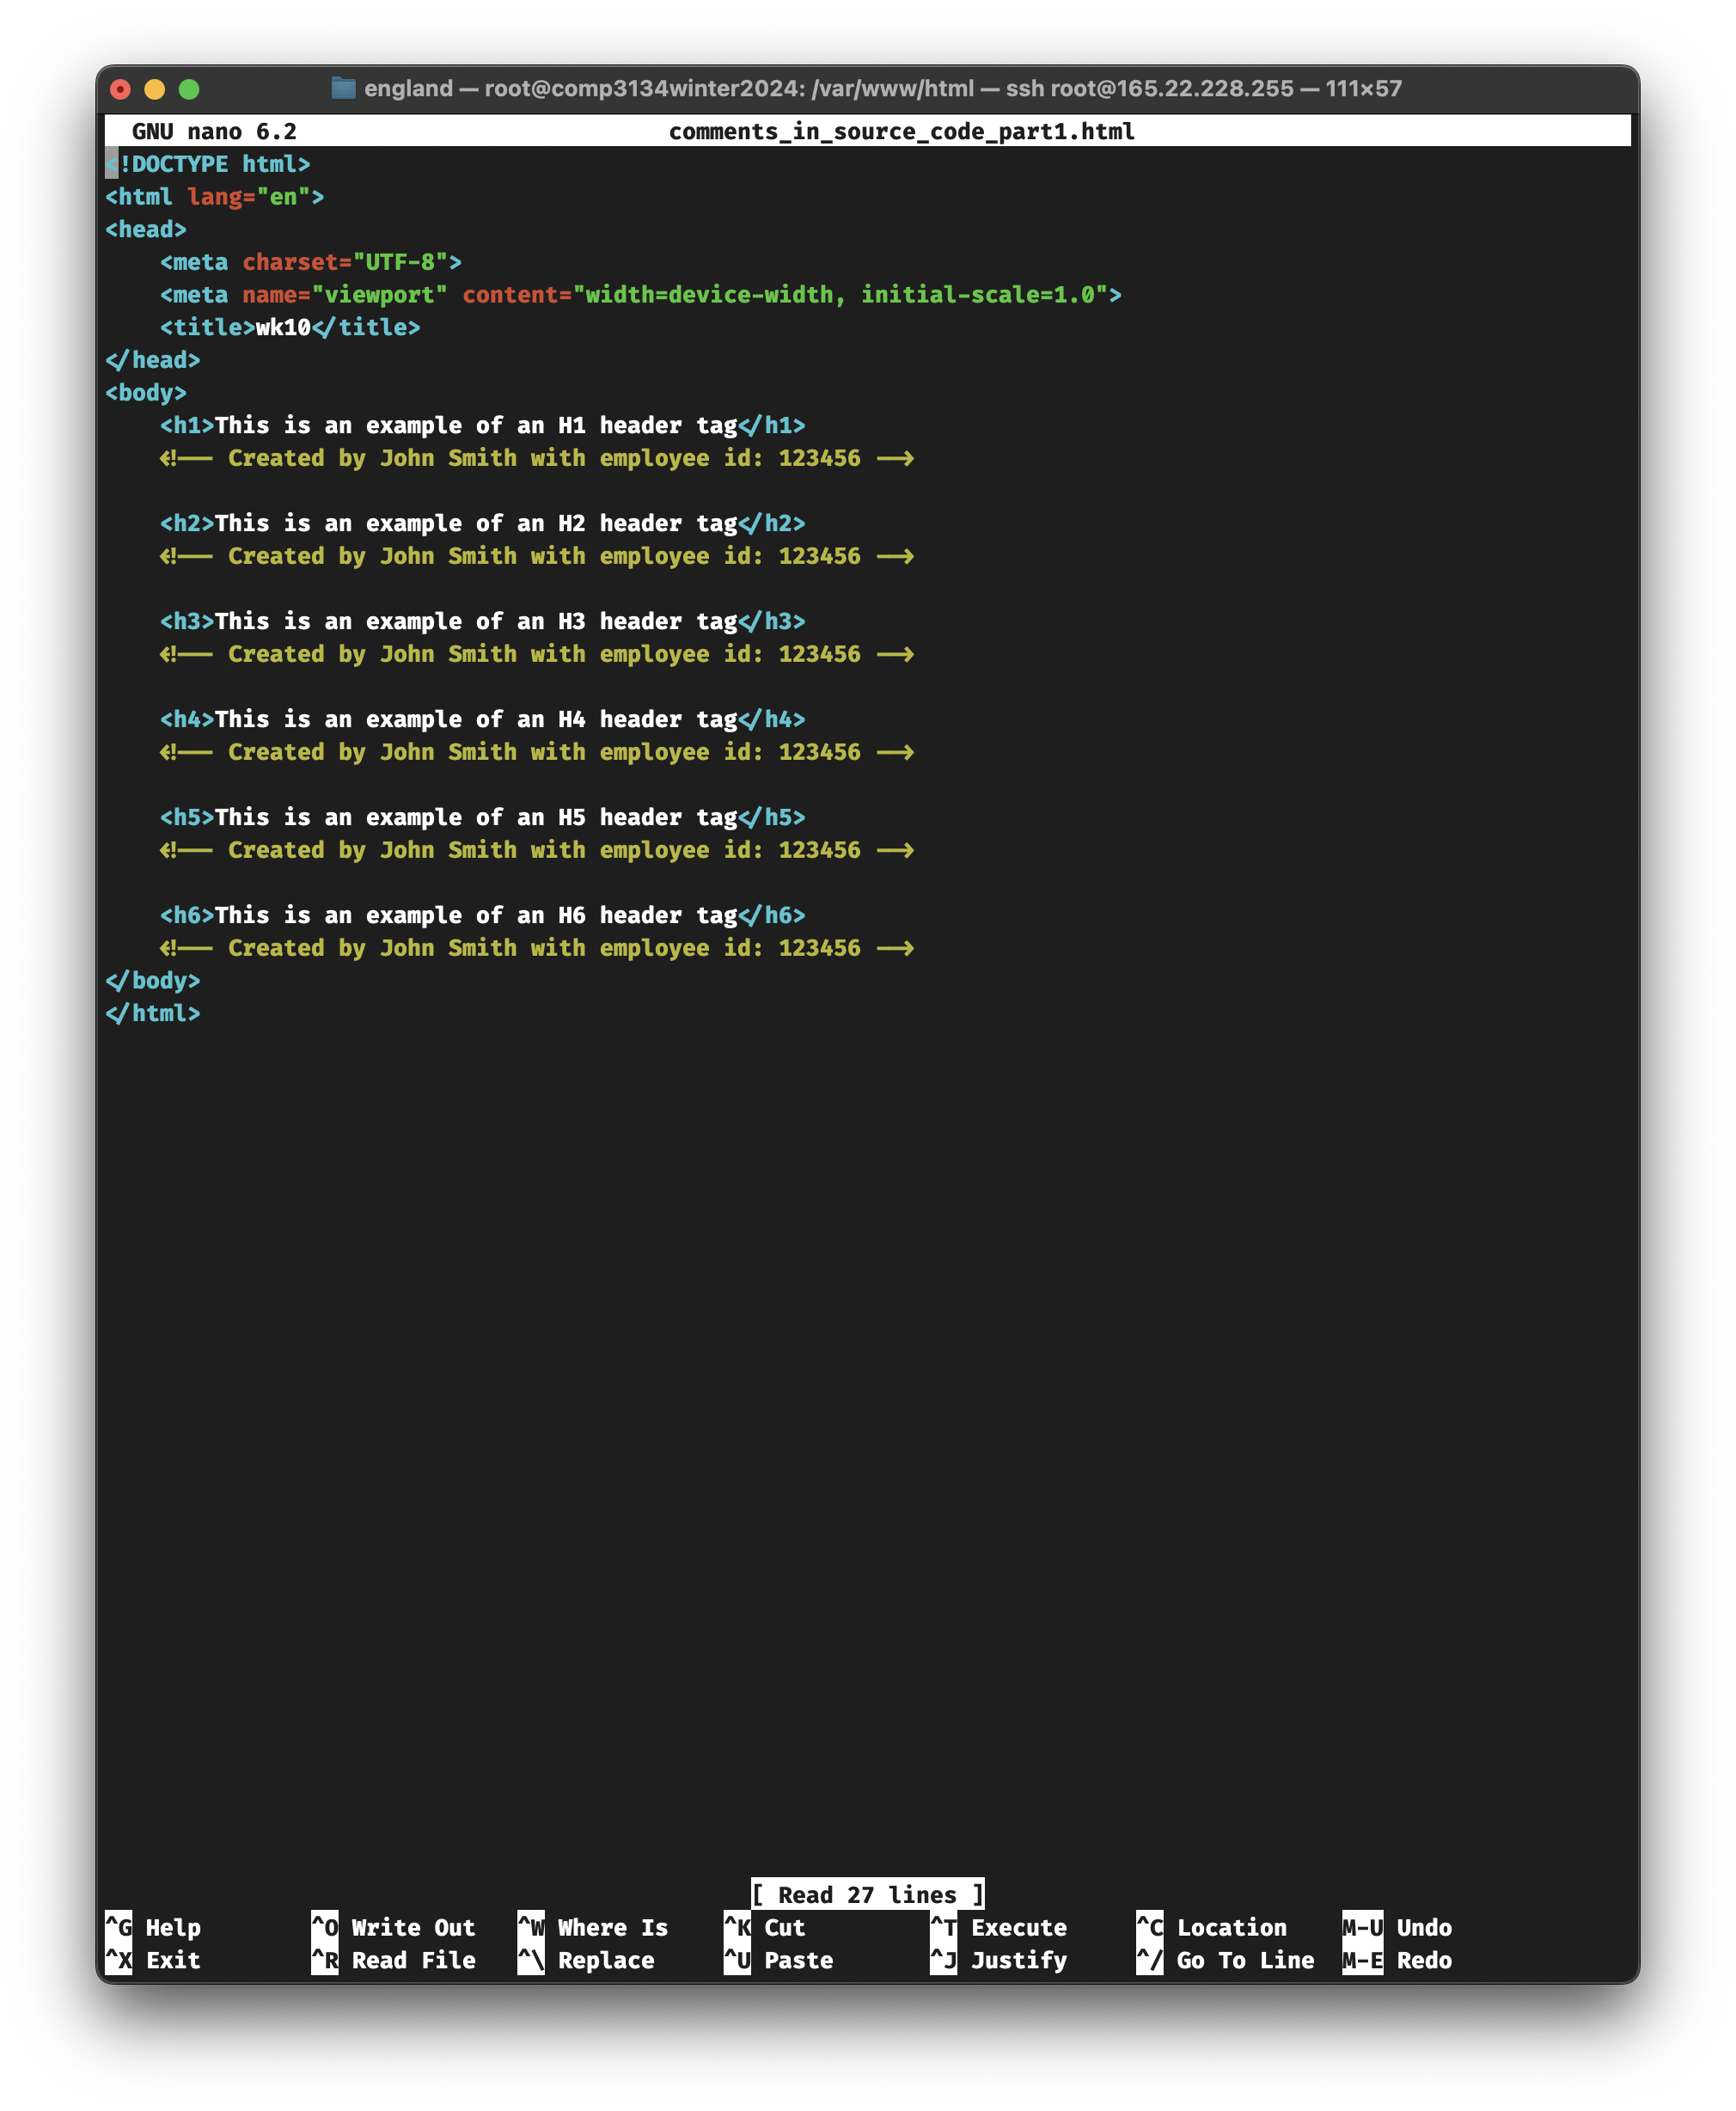 england — root@comp3134winter2024: /var/www/html — ssh root@165.22.228.255 — 111×57
GNU nano 6.2 comments_in_source_code_part1.html
<!DOCTYPE html>
<html lang="en">
<head>
    <meta charset="UTF-8">
    <meta name="viewport" content="width=device-width, initial-scale=1.0">
    <title>wk10</title>
</head>
<body>
    <h1>This is an example of an H1 header tag</h1>
    <!-- Created by John Smith with employee id: 123456 -->

    <h2>This is an example of an H2 header tag</h2>
    <!-- Created by John Smith with employee id: 123456 -->

    <h3>This is an example of an H3 header tag</h3>
    <!-- Created by John Smith with employee id: 123456 -->

    <h4>This is an example of an H4 header tag</h4>
    <!-- Created by John Smith with employee id: 123456 -->

    <h5>This is an example of an H5 header tag</h5>
    <!-- Created by John Smith with employee id: 123456 -->

    <h6>This is an example of an H6 header tag</h6>
    <!-- Created by John Smith with employee id: 123456 -->
</body>
</html>
[ Read 27 lines ]
^G Help ^O Write Out ^W Where Is ^K Cut ^T Execute ^C Location M-U Undo
^X Exit ^R Read File ^\ Replace ^U Paste ^J Justify ^/ Go To Line M-E Redo